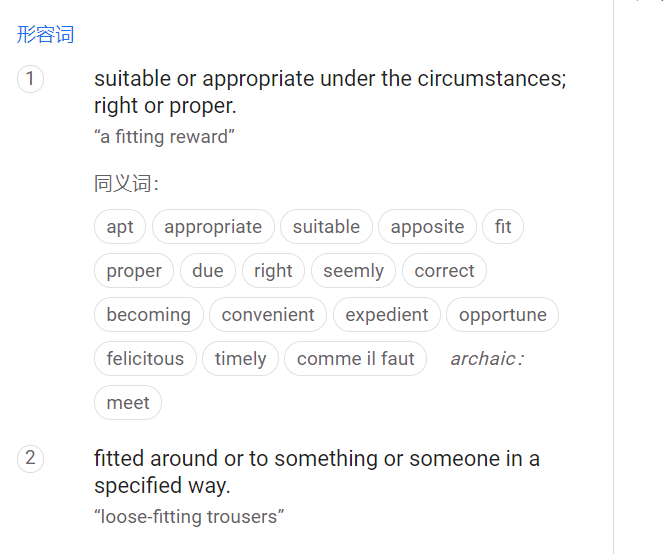 形容词
1
suitable or appropriate under the circumstances;
right or proper.
“a fitting reward”
同义词：
apt appropriate suitable apposite fit
proper due right seemly correct
becoming convenient expedient opportune
felicitous timely comme il faut archaic：
meet
2
fitted around or to something or someone in a
specified way.
“loose-fitting trousers”